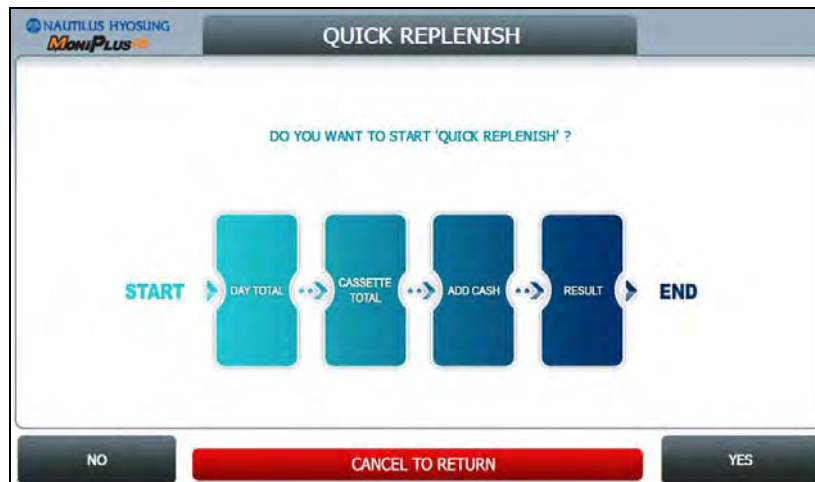 NAUTILUS HYOSUNG
MONIPLUS
QUICK REPLENISH
DO YOU WANT TO START 'QUICK REPLENISH' ?
START
DAY TOTAL
CASSETTE
TOTAL
ADD CASH
RESULT
END
NO
CANCEL TO RETURN
YES